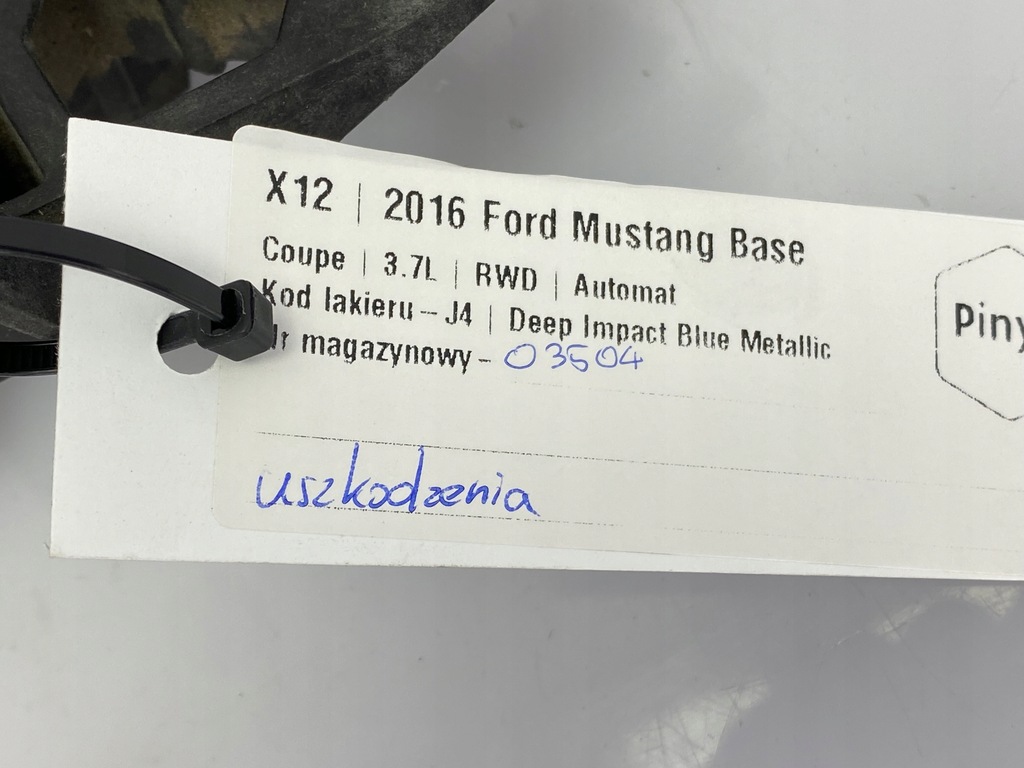 X12 | 2016 Ford Mustang Base
Coupe | 3.7L | RWD | Automat
Kod lakieru - J4 | Deep Impact Blue Metallic
Nr magazynowy - 03504
Piny
uszkodzenia